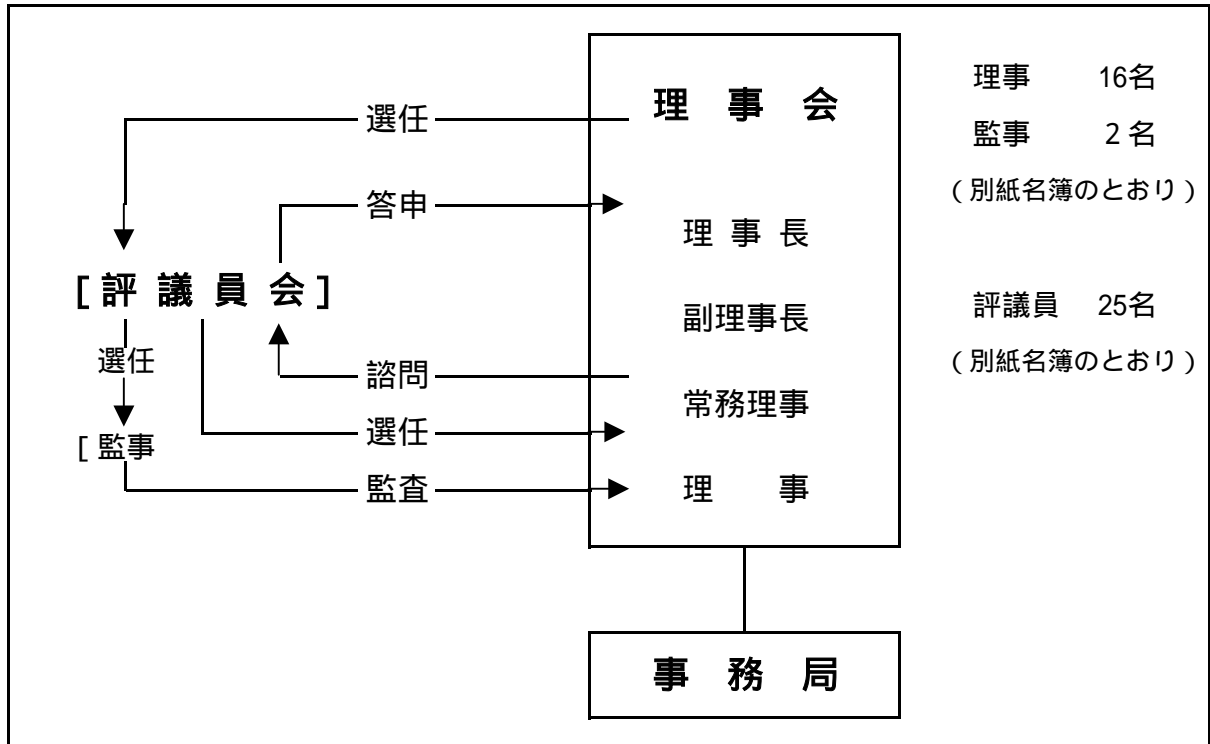 理　事　会
選任
答申
[ 評 議 員 会 ]
選任
諮問
選任
[ 監事
監査
理 事 長
副理事長
常務理事
理　　事
事　務　局
理事　　16名
監事　　２名
（別紙名簿のとおり）
評議員　25名
（別紙名簿のとおり）